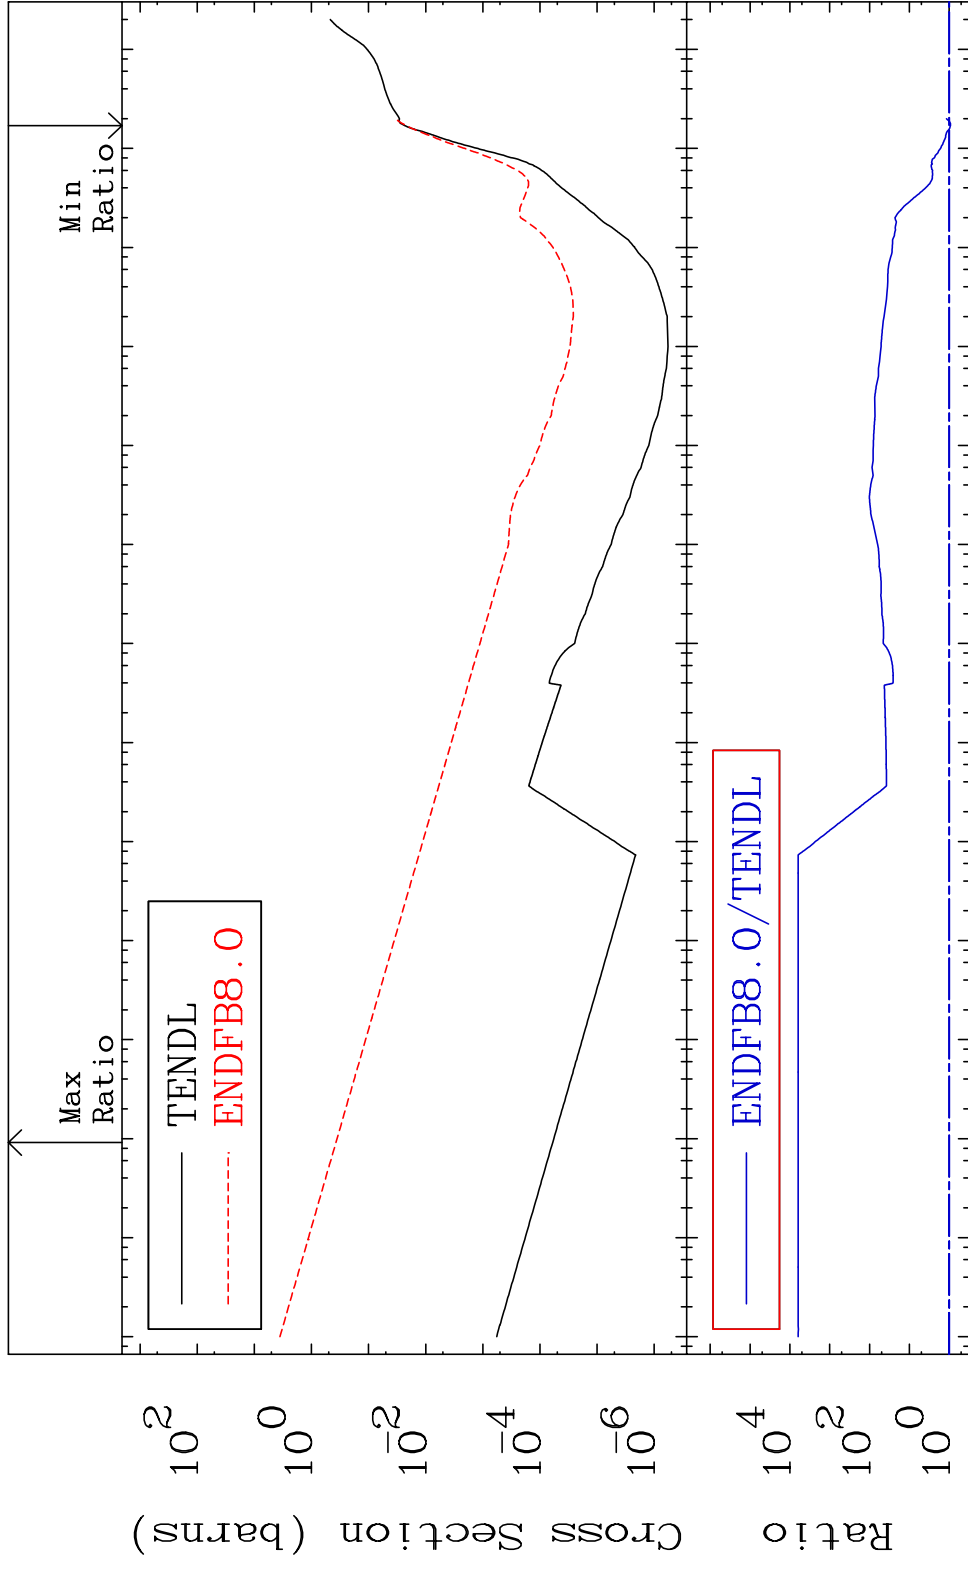 Max
Ratio
Min
Ratio
TENDL
ENDFB8.0
10^2
10^0
10^-2
10^-4
10^-6
Cross Section (barns)
ENDFB8.0/TENDL
10^4
10^2
10^0
Ratio